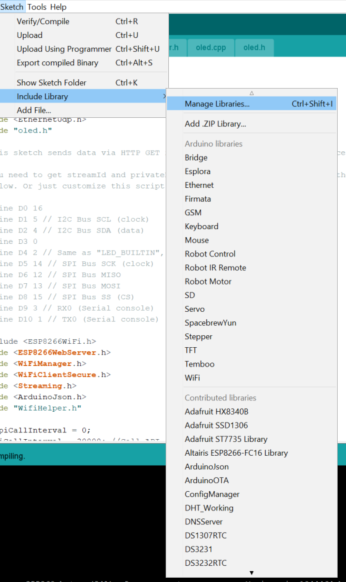 Sketch Tools Help
Verify/Compile Ctrl+R
Upload Ctrl+U
Upload Using Programmer Ctrl+Shift+U
Export compiled Binary Ctrl+Alt+S
r.h oled.cpp oled.h
Show Sketch Folder Ctrl+K
Include Library
Add File...
Manage Libraries... Ctrl+Shift+I
Add .ZIP Library...
Arduino libraries
Bridge
Esplora
Ethernet
Firmata
GSM
Keyboard
Mouse
Robot Control
Robot IR Remote
Robot Motor
SD
Servo
SpacebrewYun
Stepper
TFT
Temboo
WiFi
Contributed libraries
Adafruit HX8340B
Adafruit SSD1306
Adafruit ST7735 Library
Altairis ESP8266-FC16 Library
ArduinoJson
ArduinoOTA
ConfigManager
DHT_Working
DNSServer
DS1307RTC
DS3231
DS3232RTC
de <EthernetUdp.h>
de "oled.h"
is sketch sends data via HTTP GET
u need to get streamId and private
low. Or just customize this script
ine D0 16
ine D1 5 // I2C Bus SCL (clock)
ine D2 4 // I2C Bus SDA (data)
ine D3 0
ine D4 2 // Same as "LED_BUILTIN",
ine D5 14 // SPI Bus SCK (clock)
ine D6 12 // SPI Bus MISO
ine D7 13 // SPI Bus MOSI
ine D8 15 // SPI Bus SS (CS)
ine D9 3 // RX0 (Serial console)
ine D10 1 // TX0 (Serial console)
lude <ESP8266WiFi.h>
de <ESP8266WebServer.h>
de <WiFiManager.h>
de <WiFiClientSecure.h>
de <Streaming.h>
de <ArduinoJson.h>
de "WifiHelper.h"
piCallInterval = 0;
mpiling.